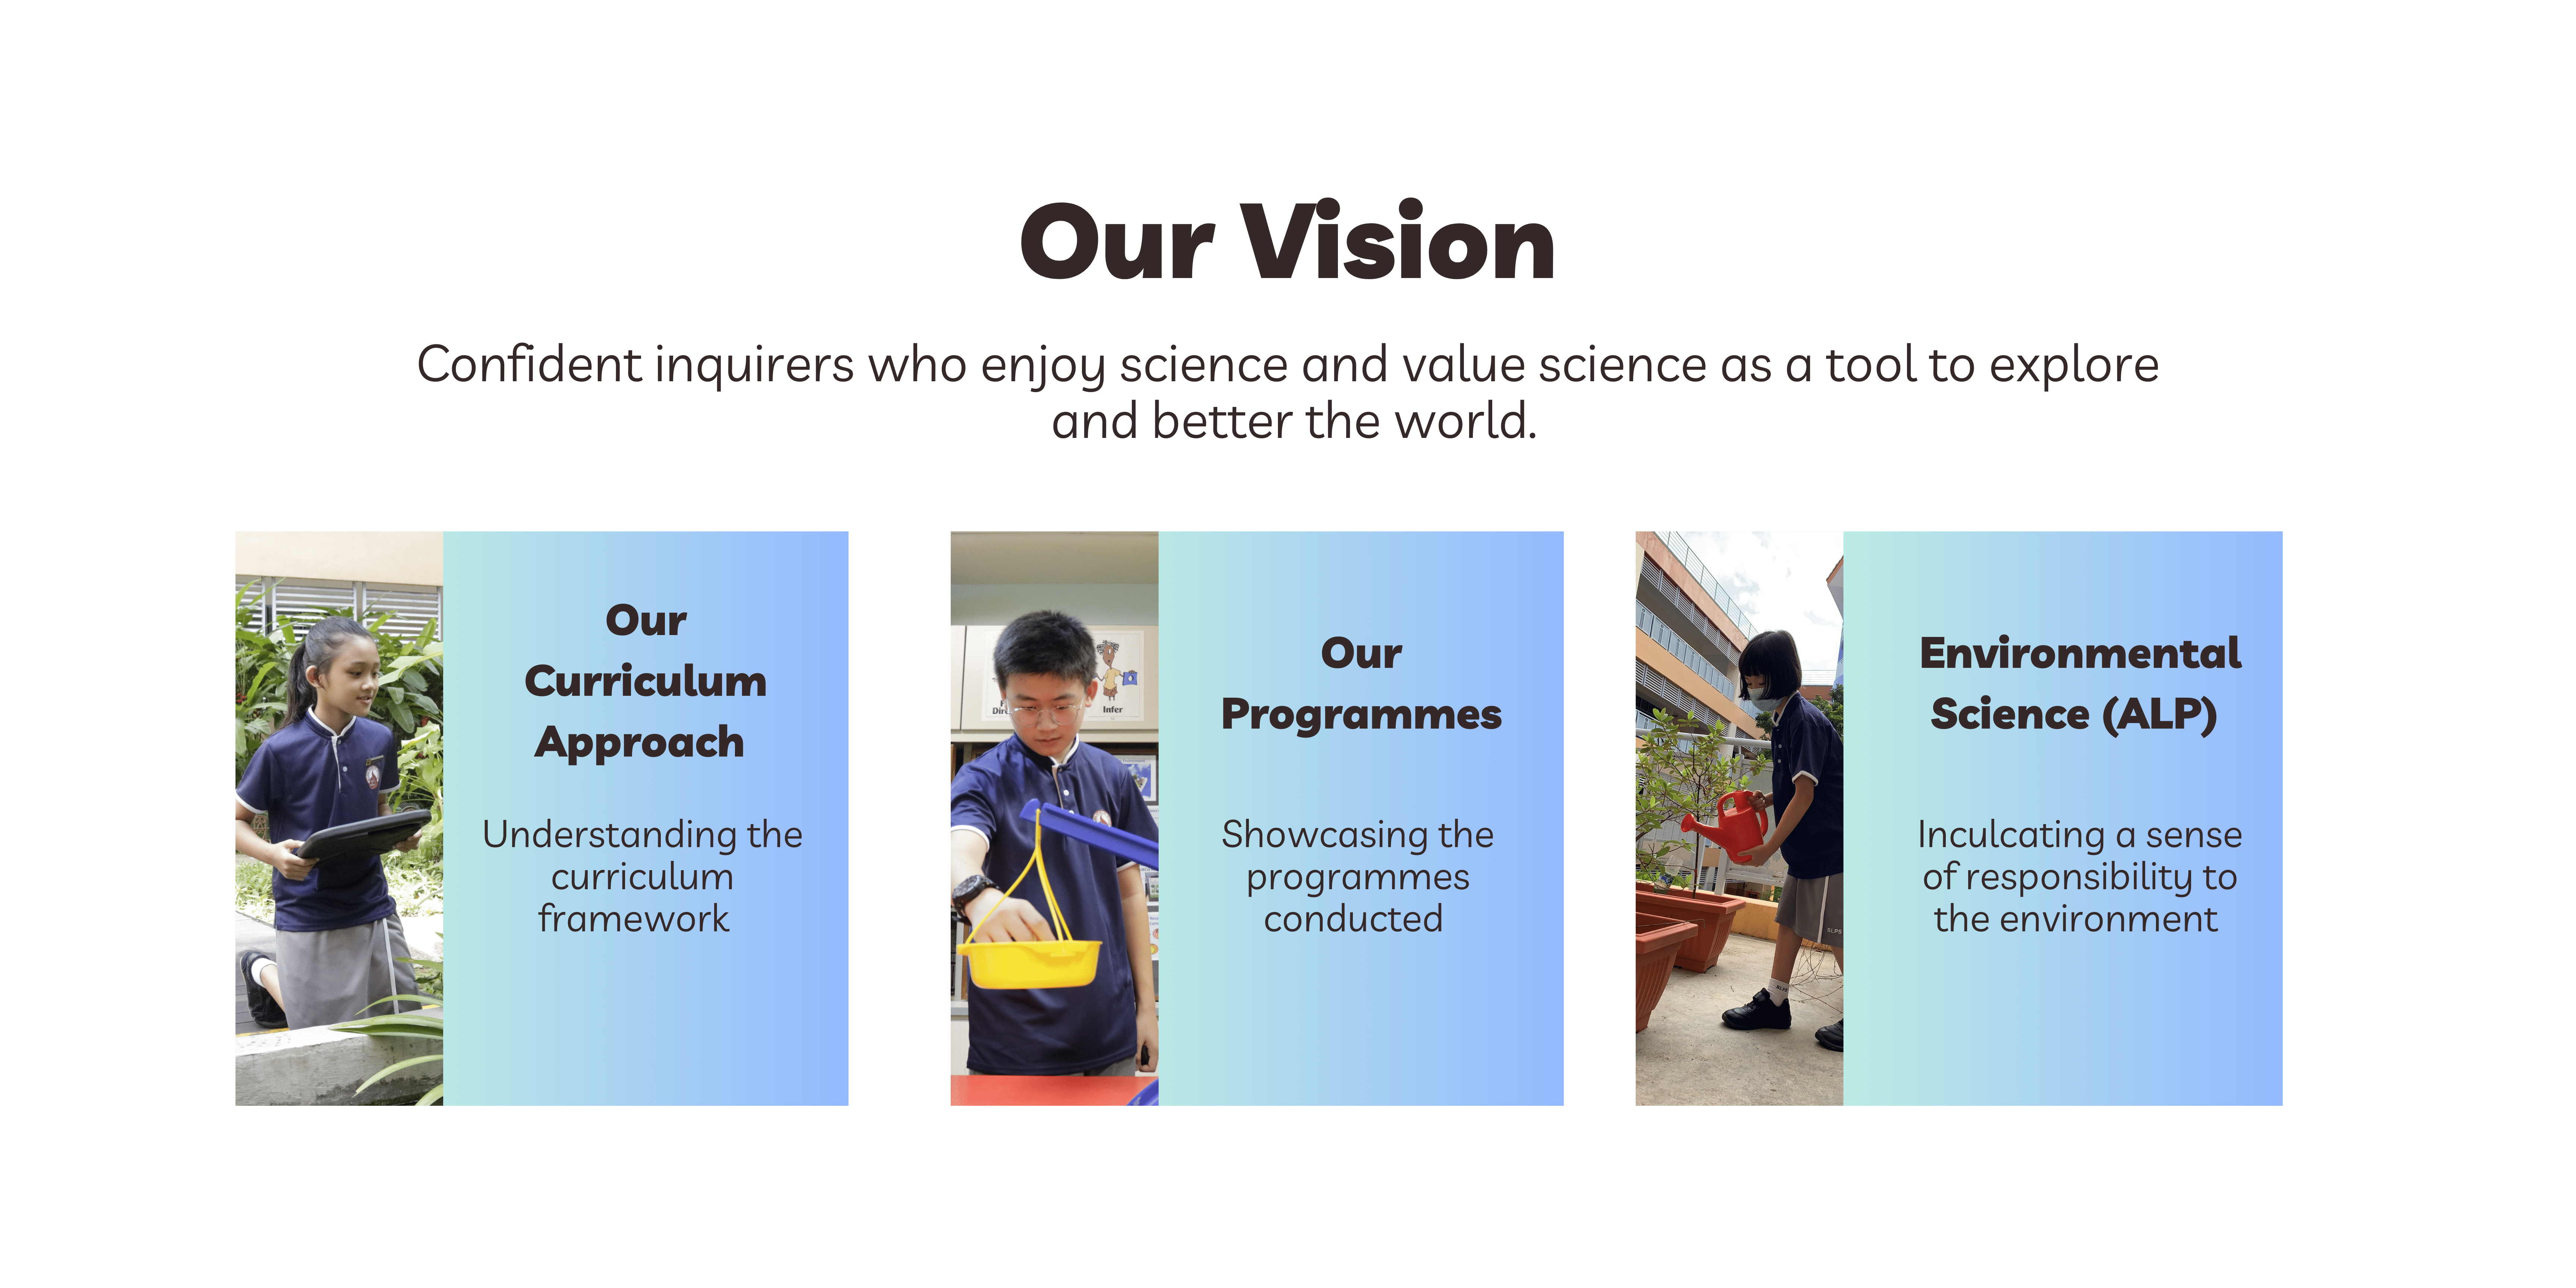 Our Vision
Confident inquirers who enjoy science and value science as a tool to explore
and better the world.
Our
Curriculum
Approach
Understanding the
curriculum
framework
Infer
Our
Programmes
Showcasing the
programmes
conducted
SLPS
Environmental
Science (ALP)
Inculcating a sense
of responsibility to
the environment